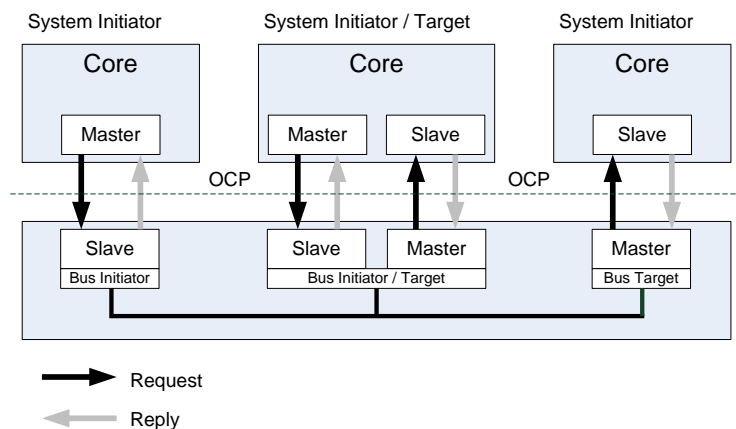 System Initiator
System Initiator / Target
System Initiator
Core
Core
Core
Master
Master
Slave
Slave
OCP
OCP
Slave
Slave
Master
Master
Bus Initiator
Bus Initiator / Target
Bus Target
Request
Reply